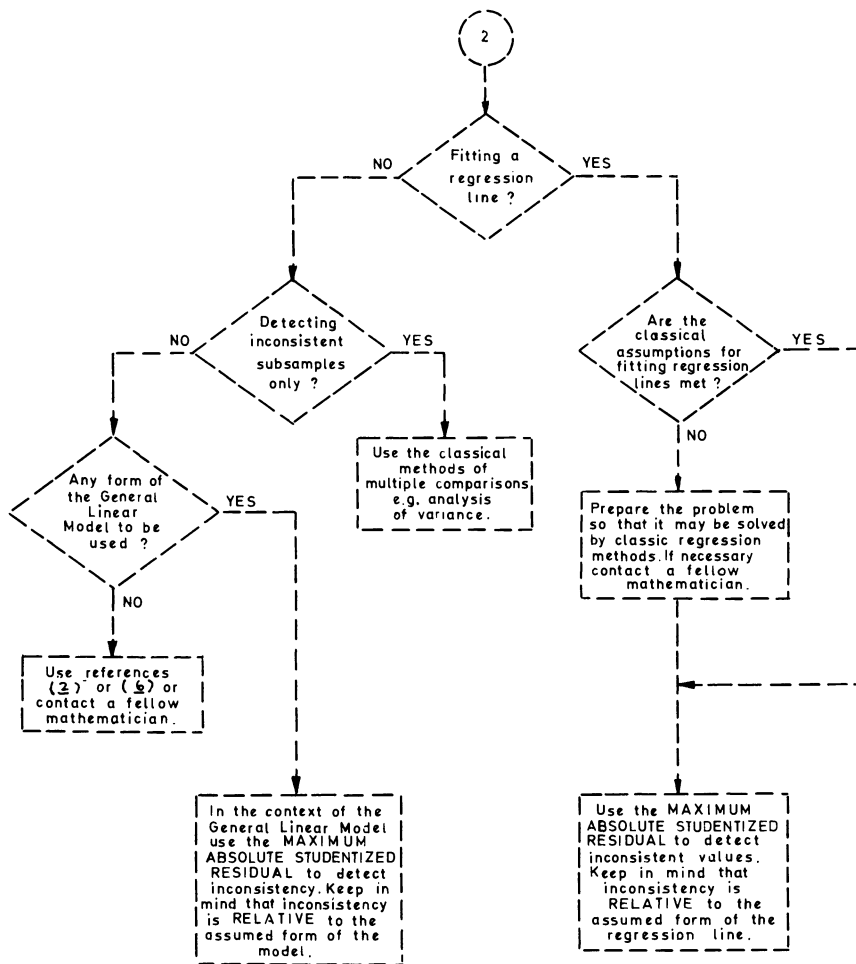 2
Fitting a
regression
line ?
NO
YES
Detecting
inconsistent
subsamples
only ?
NO
YES
Are the
classical
assumptions for
fitting regression
lines met ?
YES
NO
Any form of
the General
Linear
Model to be
used ?
YES
NO
Use the classical
methods of
multiple comparisons
e.g. analysis
of variance.
Prepare the problem
so that it may be solved
by classic regression
methods. If necessary
contact a fellow
mathematician.
Use references
(2) or (6) or
contact a fellow
mathematician.
In the context of the
General Linear Model
use the MAXIMUM
ABSOLUTE STUDENTIZED
RESIDUAL to detect
inconsistency. Keep in
mind that inconsistency
is RELATIVE to the
assumed form of the
model.
Use the MAXIMUM
ABSOLUTE STUDENTIZED
RESIDUAL to detect
inconsistent values.
Keep in mind that
inconsistency is
RELATIVE to the
assumed form of the
regression line.